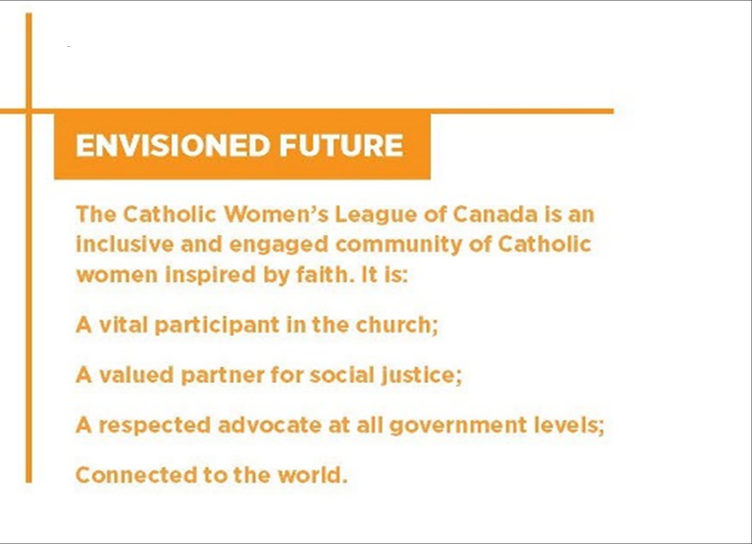 ENVISIONED FUTURE
The Catholic Women’s League of Canada is an
inclusive and engaged community of Catholic
women inspired by faith. It is:
A vital participant in the church;
A valued partner for social justice;
A respected advocate at all government levels;
Connected to the world.